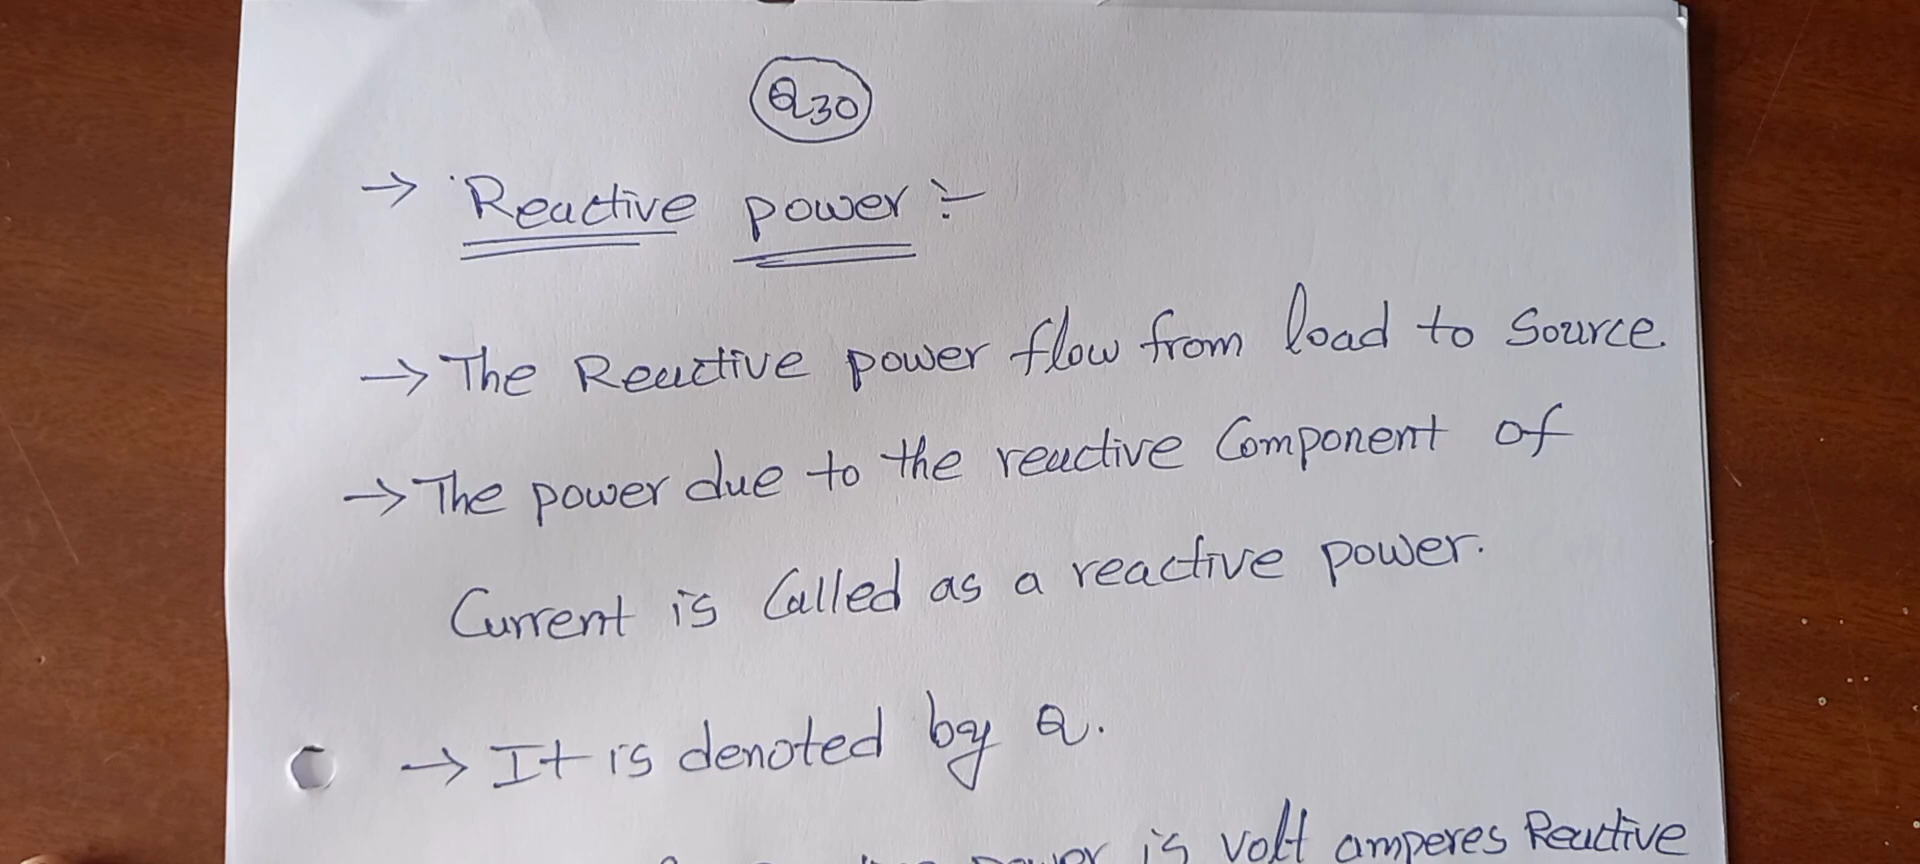 Q30
→ Reactive power :-
→ The Reactive power flow from load to source.
→ The power due to the reactive Component of
Current is Called as a reactive power.
→ It is denoted by Q.
power is volt amperes Reactive